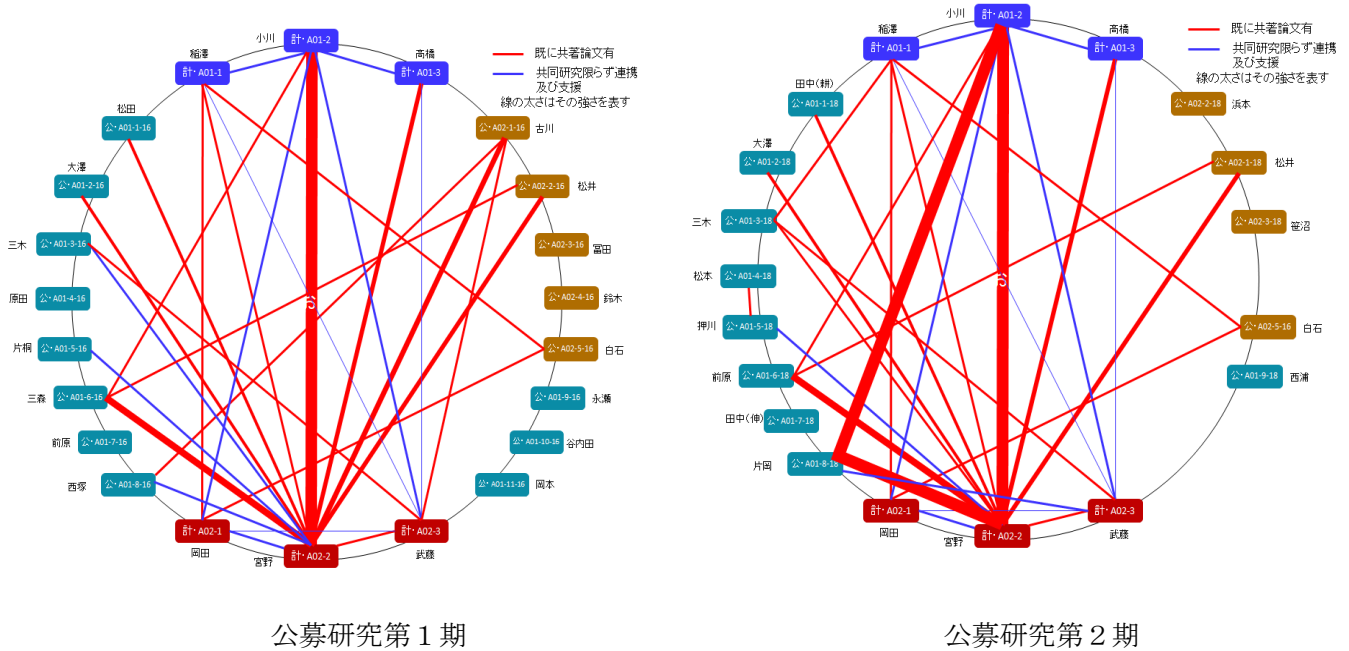 小川
計・A01-2
稲澤
計・A01-1
高橋
計・A01-3
既に共著論文有
共同研究限らず連携
及び支援
線の太さはその強さを表す
松田
公・A01-1-16
公・A02-1-16
古川
大澤
公・A01-2-16
公・A02-2-16
松井
三木
公・A01-3-16
公・A02-3-16
冨田
原田
公・A01-4-16
公・A02-4-16
鈴木
片桐
公・A01-5-16
公・A02-5-16
白石
三森
公・A01-6-16
公・A01-9-16
永瀬
前原
公・A01-7-16
公・A01-10-16
谷内田
西塚
公・A01-8-16
公・A01-11-16
岡本
計・A02-1
岡田
計・A02-3
武藤
宮野
計・A02-2
公募研究第１期
小川
計・A01-2
稲澤
計・A01-1
高橋
計・A01-3
既に共著論文有
共同研究限らず連携
及び支援
線の太さはその強さを表す
田中(耕)
公・A01-1-18
公・A02-2-18
浜本
大澤
公・A01-2-18
公・A02-1-18
松井
三木
公・A01-3-18
公・A02-3-18
笹沼
松本
公・A01-4-18
押川
公・A01-5-18
公・A02-5-16
白石
前原
公・A01-6-18
公・A01-9-18
西浦
田中(伸)
公・A01-7-18
片岡
公・A01-8-18
計・A02-1
岡田
計・A02-3
武藤
宮野
計・A02-2
公募研究第２期